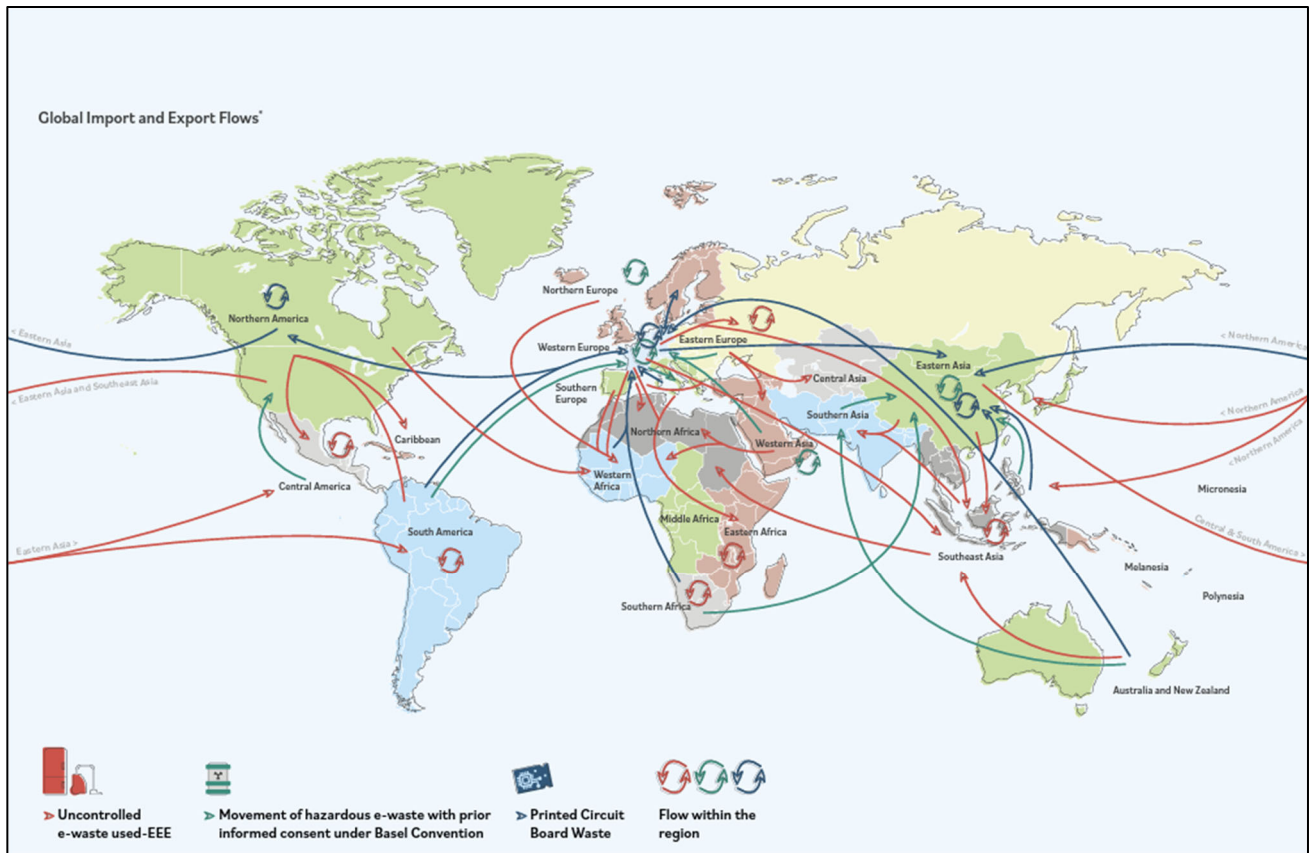 Global Import and Export Flows*
Northern Europe
Northern America
< Eastern Asia
< Northern America
Western Europe
Eastern Europe
Eastern Asia
< Eastern Asia and Southeast Asia
Southern
Europe
Central Asia
Southern Asia
< Northern America
Caribbean
Northern Africa
Western Asia
< Northern America
Western
Africa
Central America
Micronesia
Middle Africa
South America
Eastern Africa
Central & South America >
Eastern Asia >
Southeast Asia
Melanesia
Polynesia
Southern Africa
Australia and New Zealand
Uncontrolled
e-waste used-EEE
Movement of hazardous e-waste with prior
informed consent under Basel Convention
Printed Circuit
Board Waste
Flow within the
region